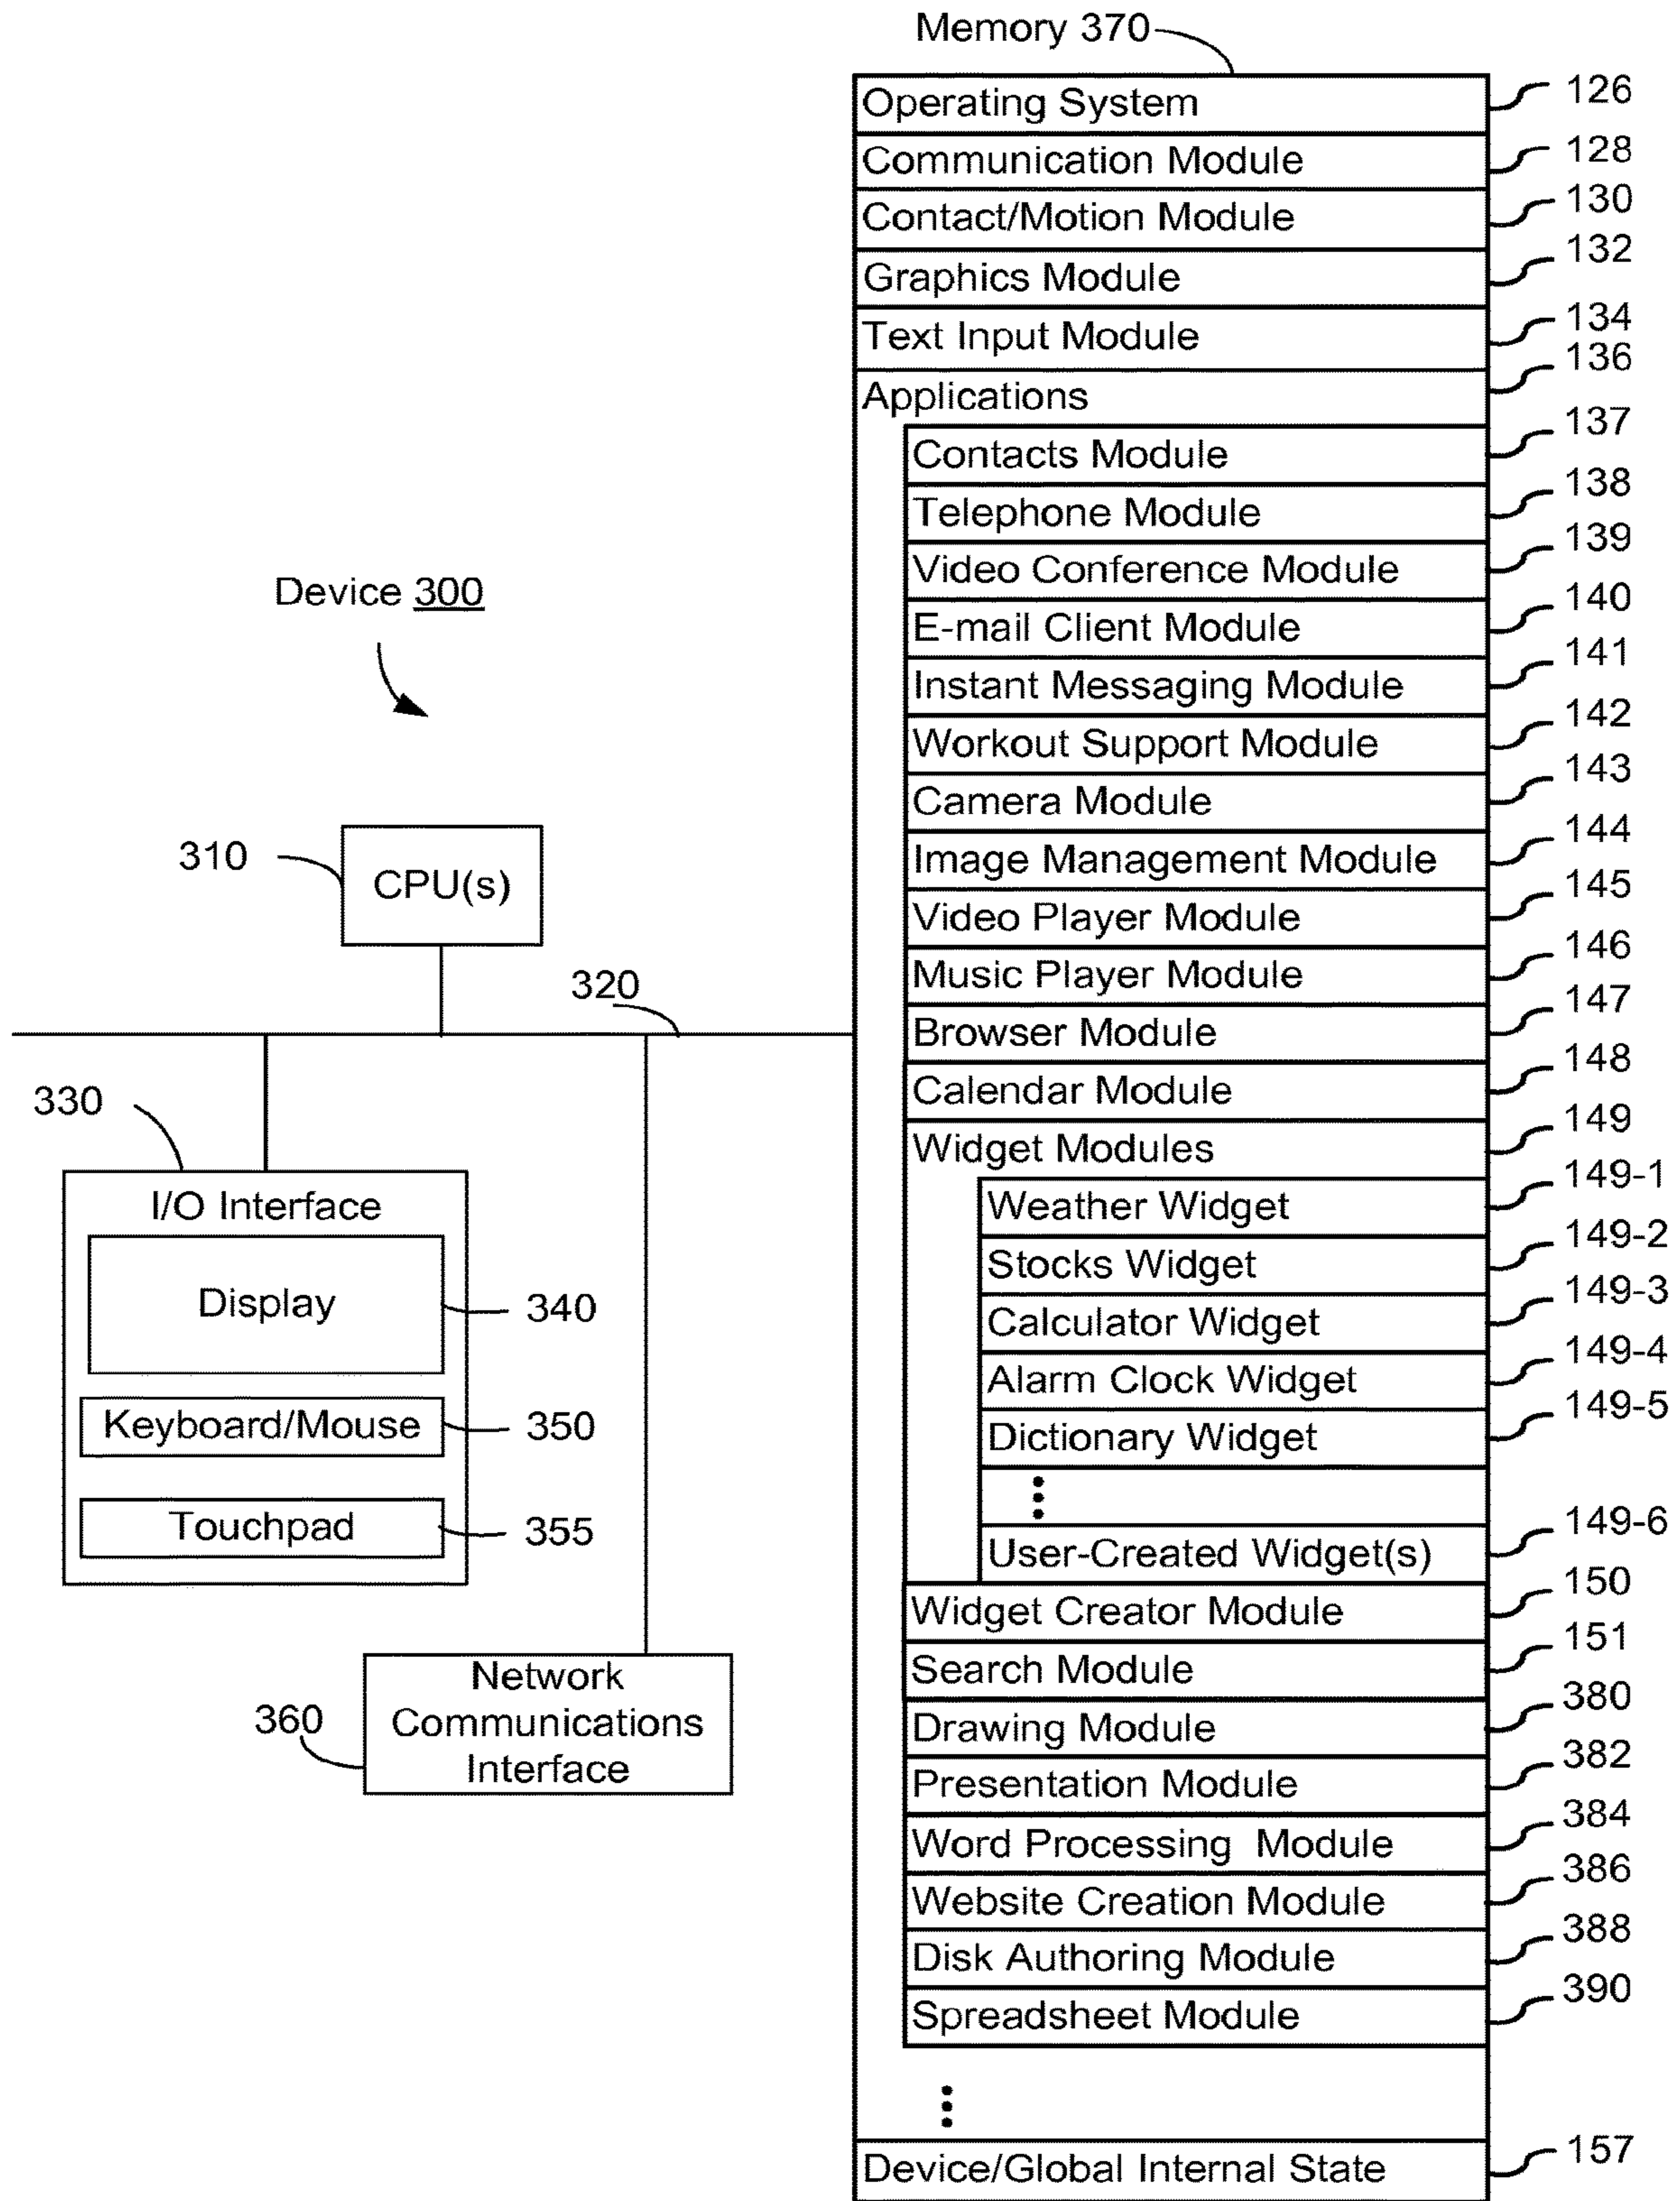 Memory 370
Operating System 126
Communication Module 128
Contact/Motion Module 130
Graphics Module 132
Text Input Module 134
Applications 136
Contacts Module 137
Telephone Module 138
Video Conference Module 139
E-mail Client Module 140
Instant Messaging Module 141
Workout Support Module 142
Camera Module 143
Image Management Module 144
Video Player Module 145
Music Player Module 146
Browser Module 147
Calendar Module 148
Widget Modules 149
Weather Widget 149-1
Stocks Widget 149-2
Calculator Widget 149-3
Alarm Clock Widget 149-4
Dictionary Widget 149-5
User-Created Widget(s) 149-6
Widget Creator Module 150
Search Module 151
Drawing Module 380
Presentation Module 382
Word Processing Module 384
Website Creation Module 386
Disk Authoring Module 388
Spreadsheet Module 390
Device/Global Internal State 157
Device 300
310 CPU(s)
320
330
I/O Interface
Display 340
Keyboard/Mouse 350
Touchpad 355
360
Network
Communications
Interface